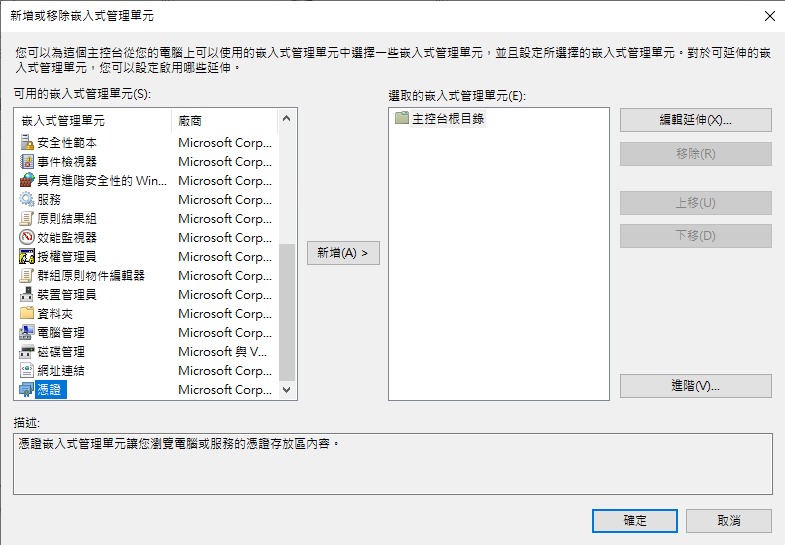 新增或移除嵌入式管理單元
您可以為這個主控台從您的電腦上可以使用的嵌入式管理單元中選擇一些嵌入式管理單元，並且設定所選擇的嵌入式管理單元。對於可延伸的嵌
入式管理單元，您可以設定啟用哪些延伸。
可用的嵌入式管理單元(S):
嵌入式管理單元 廠商
安全性範本 Microsoft Corp...
事件檢視器 Microsoft Corp...
具有進階安全性的 Win... Microsoft Corp...
服務 Microsoft Corp...
原則結果組 Microsoft Corp...
效能監視器 Microsoft Corp...
授權管理員 Microsoft Corp...
群組原則物件編輯器 Microsoft Corp...
裝置管理員 Microsoft Corp...
資料夾 Microsoft Corp...
電腦管理 Microsoft Corp...
磁碟管理 Microsoft 與 V...
網址連結 Microsoft Corp...
憑證 Microsoft Corp...
新增(A) >
選取的嵌入式管理單元(E):
主控台根目錄
編輯延伸(X)...
移除(R)
上移(U)
下移(D)
進階(V)...
描述:
憑證嵌入式管理單元讓您瀏覽電腦或服務的憑證存放區內容。
確定 取消